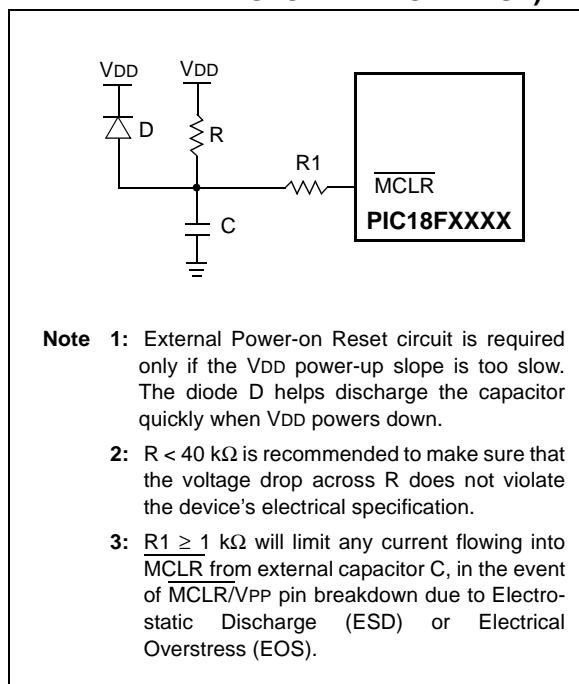 VDD VDD
D
R
R1
MCLR
C
PIC18FXXXX
Note 1: External Power-on Reset circuit is required
only if the VDD power-up slope is too slow.
The diode D helps discharge the capacitor
quickly when VDD powers down.
2: R < 40 kΩ is recommended to make sure that
the voltage drop across R does not violate
the device's electrical specification.
3: R1 ≥ 1 kΩ will limit any current flowing into
MCLR from external capacitor C, in the event
of MCLR/VPP pin breakdown due to Electro-
static Discharge (ESD) or Electrical
Overstress (EOS).